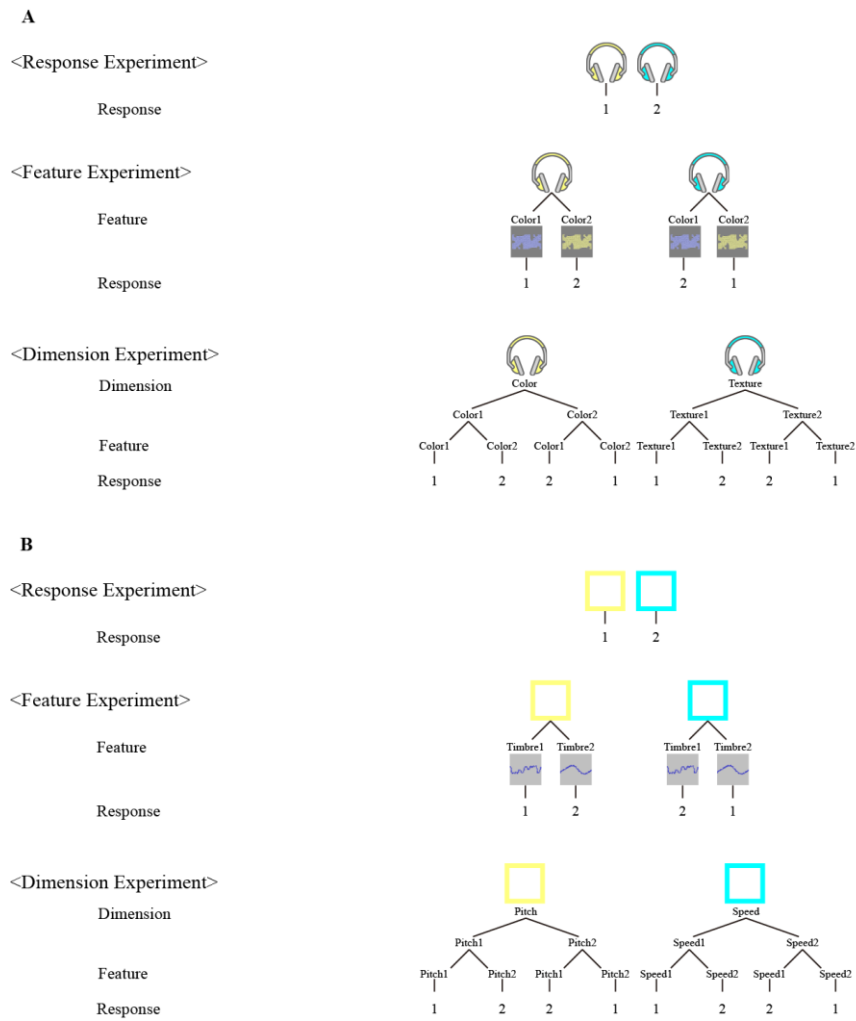 A
<Response Experiment>
Response 1 2
<Feature Experiment>
Feature Color1 Color2 Color1 Color2
Response 1 2 2 1
<Dimension Experiment>
Dimension Color Texture
Color1 Color2 Texture1 Texture2
Feature Color1 Color2 Color1 Color2 Texture1 Texture2 Texture1 Texture2
Response 1 2 2 1 1 2 2 1
B
<Response Experiment>
Response 1 2
<Feature Experiment>
Feature Timbre1 Timbre2 Timbre1 Timbre2
Response 1 2 2 1
<Dimension Experiment>
Dimension Pitch Speed
Pitch1 Pitch2 Speed1 Speed2
Feature Pitch1 Pitch2 Pitch1 Pitch2 Speed1 Speed2 Speed1 Speed2
Response 1 2 2 1 1 2 2 1